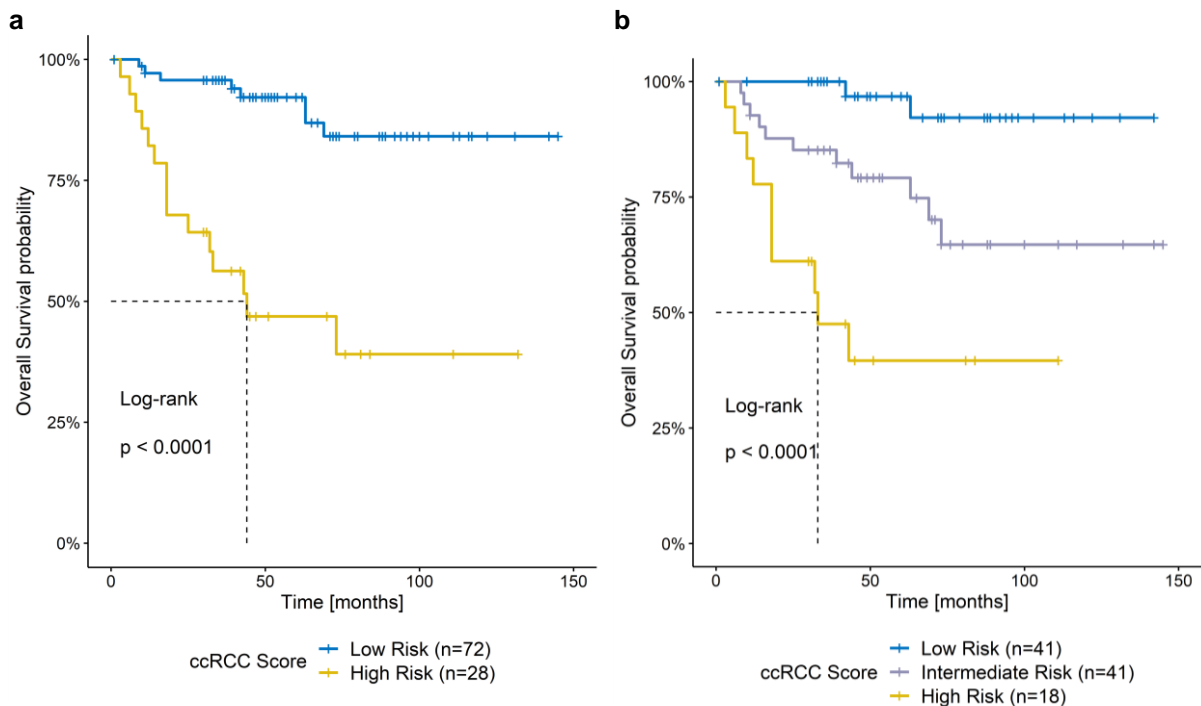 a
100%
75%
50%
25%
0%
Overall Survival probability
Log-rank
p < 0.0001
0
50
100
150
Time [months]
ccRCC Score
Low Risk (n=72)
High Risk (n=28)
b
100%
75%
50%
25%
0%
Overall Survival probability
Log-rank
p < 0.0001
0
50
100
150
Time [months]
ccRCC Score
Low Risk (n=41)
Intermediate Risk (n=41)
High Risk (n=18)